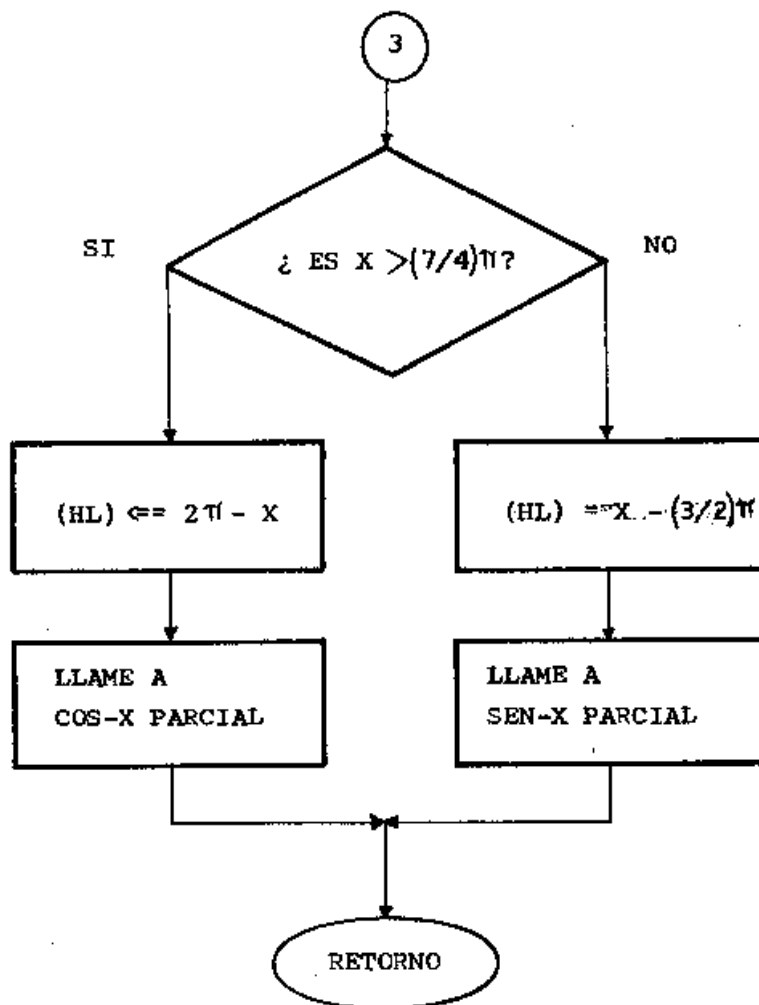 3
¿ ES X >(7/4)π?
SI
NO
(HL) <== 2π - X
(HL) ==X - (3/2)π
LLAME A
COS-X PARCIAL
LLAME A
SEN-X PARCIAL
RETORNO